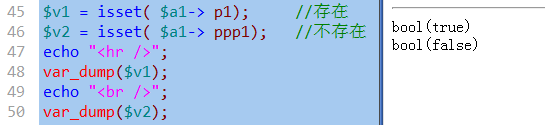 45 $v1 = isset( $a1-> p1); //存在
46 $v2 = isset( $a1-> ppp1); //不存在
47 echo "<hr />";
48 var_dump($v1);
49 echo "<br />";
50 var_dump($v2);
bool(true)
bool(false)